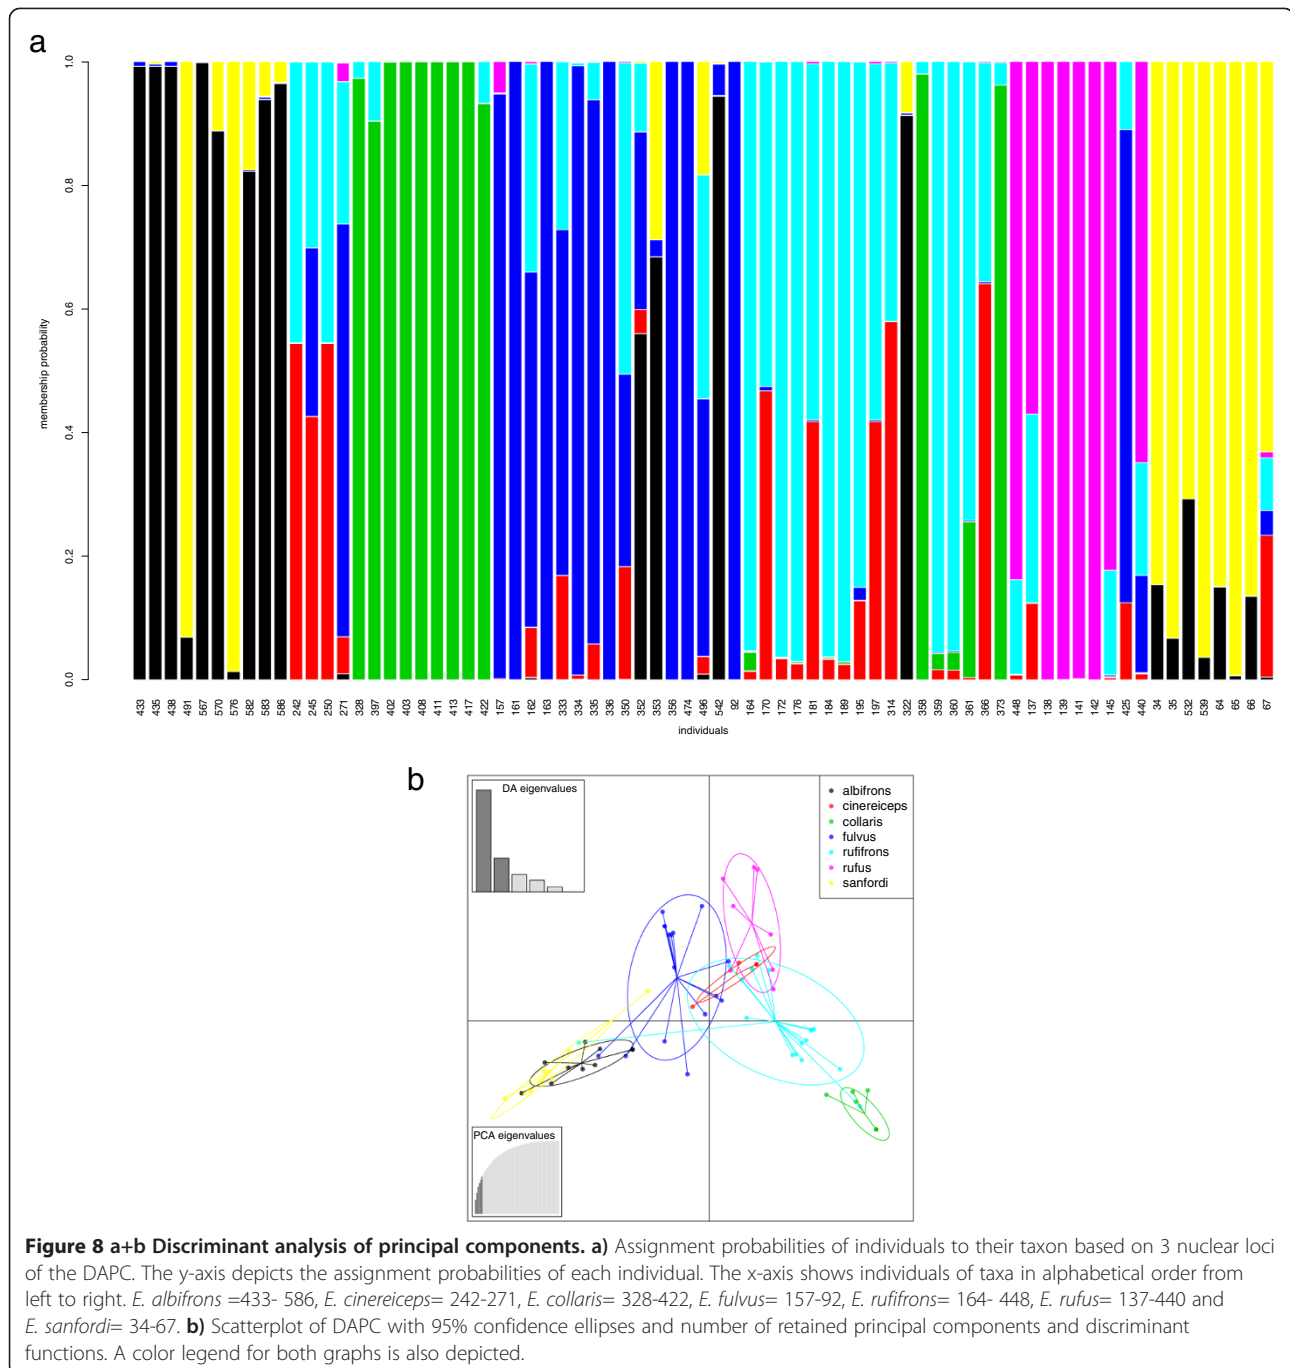 a
1.0
0.8
0.6
0.4
0.2
0.0
membership probability
433 435 438 491 567 570 576 582 583 586 242 245 250 271 328 397 402 403 408 411 413 417 422 157 161 162 163 333 334 335 336 350 352 353 356 474 496 542 92 164 170 172 176 181 184 189 195 197 314 322 358 359 360 361 366 373 448 137 138 139 141 142 145 425 440 34 35 532 539 64 65 66 67
individuals
b
DA eigenvalues
albifrons
cinereiceps
collaris
fulvus
rufifrons
rufus
sanfordi
PCA eigenvalues
Figure 8 a+b Discriminant analysis of principal components. a) Assignment probabilities of individuals to their taxon based on 3 nuclear loci
of the DAPC. The y-axis depicts the assignment probabilities of each individual. The x-axis shows individuals of taxa in alphabetical order from
left to right. E. albifrons =433- 586, E. cinereiceps= 242-271, E. collaris= 328-422, E. fulvus= 157-92, E. rufifrons= 164- 448, E. rufus= 137-440 and
E. sanfordi= 34-67. b) Scatterplot of DAPC with 95% confidence ellipses and number of retained principal components and discriminant
functions. A color legend for both graphs is also depicted.